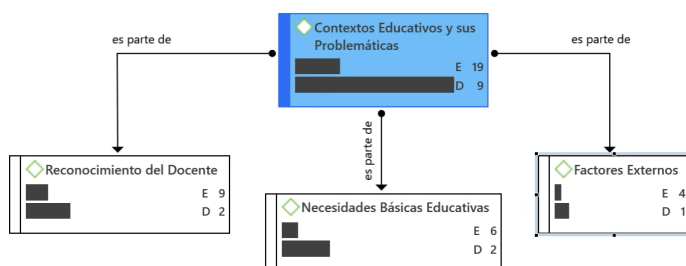 Contextos Educativos y sus
Problemáticas
E 19
D 9
es parte de
es parte de
es parte de
Reconocimiento del Docente
E 9
D 2
Necesidades Básicas Educativas
E 6
D 2
Factores Externos
E 4
D 1